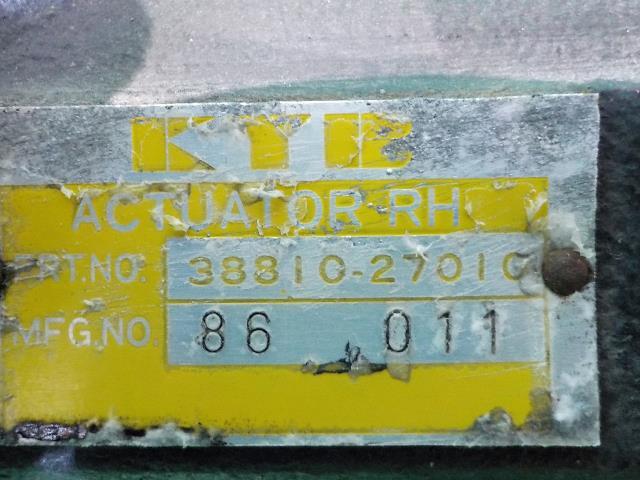 KYB
ACTUATOR RH
PRT.NO. 38810-27010
MFG.NO. 86 011